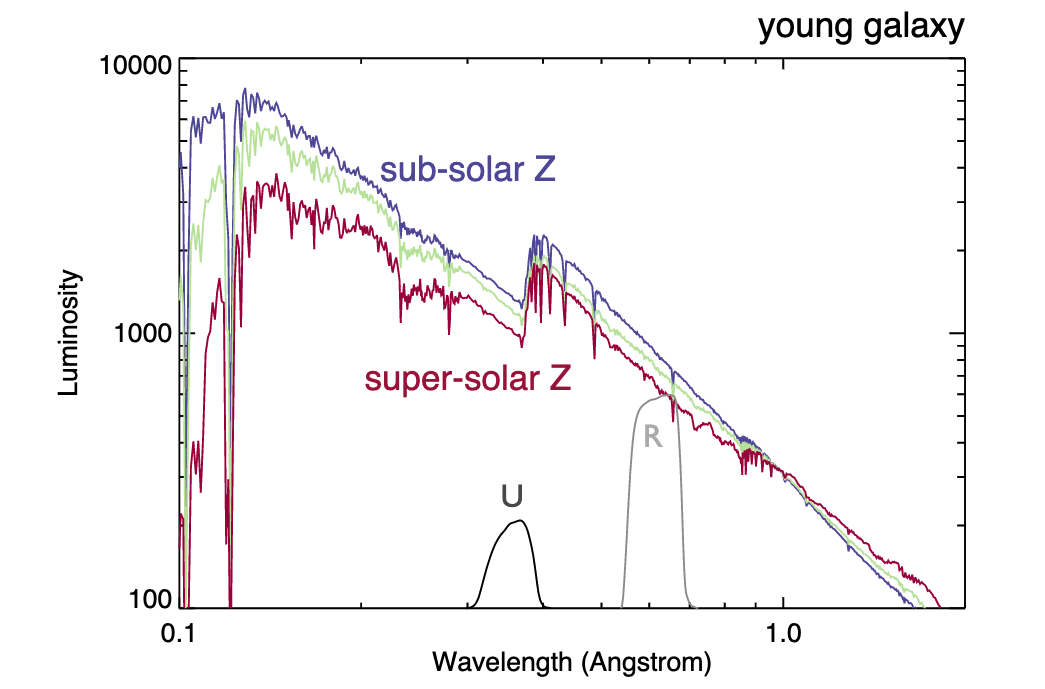 young galaxy
10000
sub-solar Z
Luminosity
1000
super-solar Z
R
U
100
0.1
1.0
Wavelength (Angstrom)